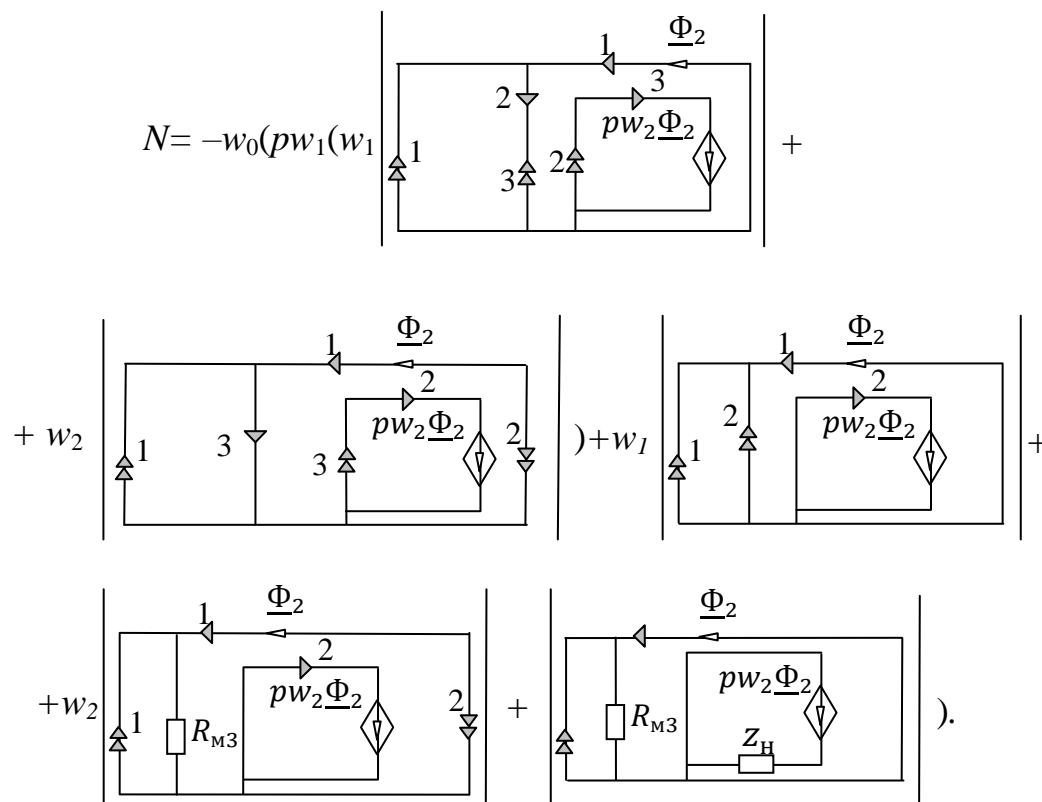 N= –w₀(pw₁(w₁ 1 2 3 1 Φ₂ 2 3 pw₂Φ₂ +
+ w₂ 1 3 1 Φ₂ 3 2 pw₂Φ₂ 2 )+w₁ 1 2 1 Φ₂ 2 pw₂Φ₂ +
+w₂ 1 1 Rм3 Φ₂ 2 pw₂Φ₂ 2 + Rм3 Φ₂ pw₂Φ₂ zн ).